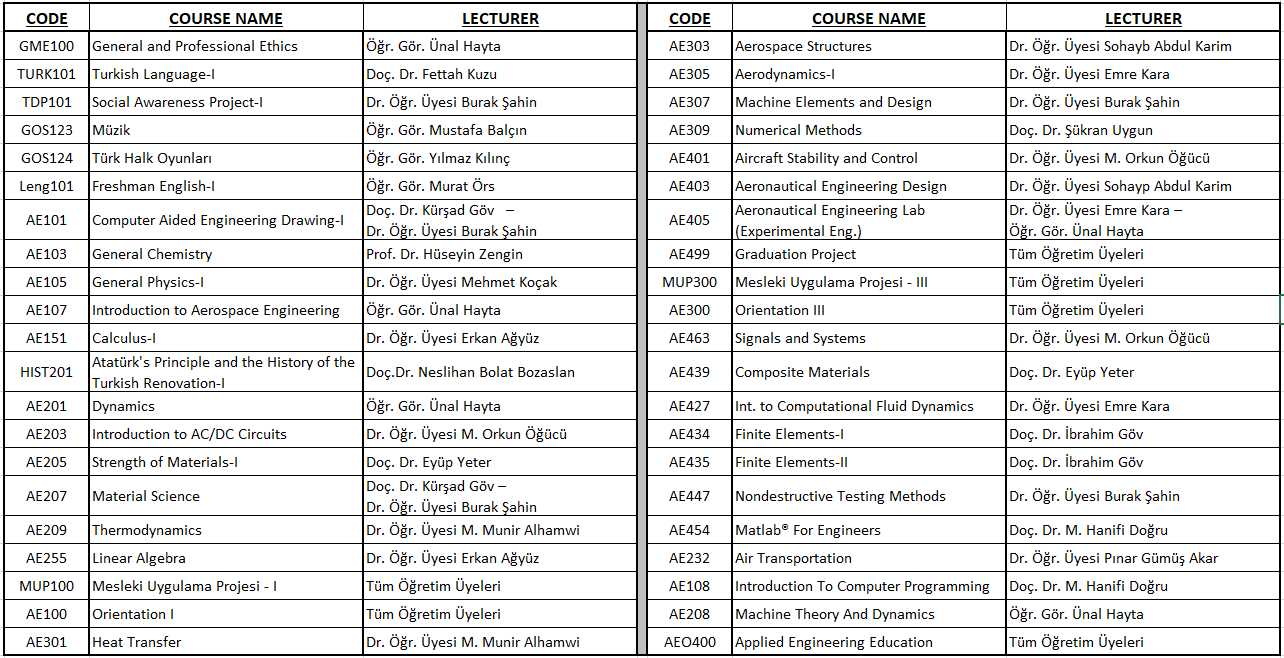 CODE COURSE NAME LECTURER
GME100 General and Professional Ethics Öğr. Gör. Ünal Hayta
TURK101 Turkish Language-I Doç. Dr. Fettah Kuzu
TDP101 Social Awareness Project-I Dr. Öğr. Üyesi Burak Şahin
GOS123 Müzik Öğr. Gör. Mustafa Balçın
GOS124 Türk Halk Oyunları Öğr. Gör. Yılmaz Kılınç
Leng101 Freshman English-I Öğr. Gör. Murat Örs
AE101 Computer Aided Engineering Drawing-I Doç. Dr. Kürşad Göv –
Dr. Öğr. Üyesi Burak Şahin
AE103 General Chemistry Prof. Dr. Hüseyin Zengin
AE105 General Physics-I Dr. Öğr. Üyesi Mehmet Koçak
AE107 Introduction to Aerospace Engineering Öğr. Gör. Ünal Hayta
AE151 Calculus-I Dr. Öğr. Üyesi Erkan Ağyüz
HIST201 Atatürk's Principle and the History of the
Turkish Renovation-I Doç.Dr. Neslihan Bolat Bozaslan
AE201 Dynamics Öğr. Gör. Ünal Hayta
AE203 Introduction to AC/DC Circuits Dr. Öğr. Üyesi M. Orkun Öğücü
AE205 Strength of Materials-I Doç. Dr. Eyüp Yeter
AE207 Material Science Doç. Dr. Kürşad Göv –
Dr. Öğr. Üyesi Burak Şahin
AE209 Thermodynamics Dr. Öğr. Üyesi M. Munir Alhamwi
AE255 Linear Algebra Dr. Öğr. Üyesi Erkan Ağyüz
MUP100 Mesleki Uygulama Projesi - I Tüm Öğretim Üyeleri
AE100 Orientation I Tüm Öğretim Üyeleri
AE301 Heat Transfer Dr. Öğr. Üyesi M. Munir Alhamwi
CODE COURSE NAME LECTURER
AE303 Aerospace Structures Dr. Öğr. Üyesi Sohayb Abdul Karim
AE305 Aerodynamics-I Dr. Öğr. Üyesi Emre Kara
AE307 Machine Elements and Design Dr. Öğr. Üyesi Burak Şahin
AE309 Numerical Methods Doç. Dr. Şükran Uygun
AE401 Aircraft Stability and Control Dr. Öğr. Üyesi M. Orkun Öğücü
AE403 Aeronautical Engineering Design Dr. Öğr. Üyesi Sohayp Abdul Karim
AE405 Aeronautical Engineering Lab Dr. Öğr. Üyesi Emre Kara –
(Experimental Eng.) Öğr. Gör. Ünal Hayta
AE499 Graduation Project Tüm Öğretim Üyeleri
MUP300 Mesleki Uygulama Projesi - III Tüm Öğretim Üyeleri
AE300 Orientation III Tüm Öğretim Üyeleri
AE463 Signals and Systems Dr. Öğr. Üyesi M. Orkun Öğücü
AE439 Composite Materials Doç. Dr. Eyüp Yeter
AE427 Int. to Computational Fluid Dynamics Dr. Öğr. Üyesi Emre Kara
AE434 Finite Elements-I Doç. Dr. İbrahim Göv
AE435 Finite Elements-II Doç. Dr. İbrahim Göv
AE447 Nondestructive Testing Methods Dr. Öğr. Üyesi Burak Şahin
AE454 Matlab® For Engineers Doç. Dr. M. Hanifi Doğru
AE232 Air Transportation Dr. Öğr. Üyesi Pınar Gümüş Akar
AE108 Introduction To Computer Programming Doç. Dr. M. Hanifi Doğru
AE208 Machine Theory And Dynamics Öğr. Gör. Ünal Hayta
AEO400 Applied Engineering Education Tüm Öğretim Üyeleri